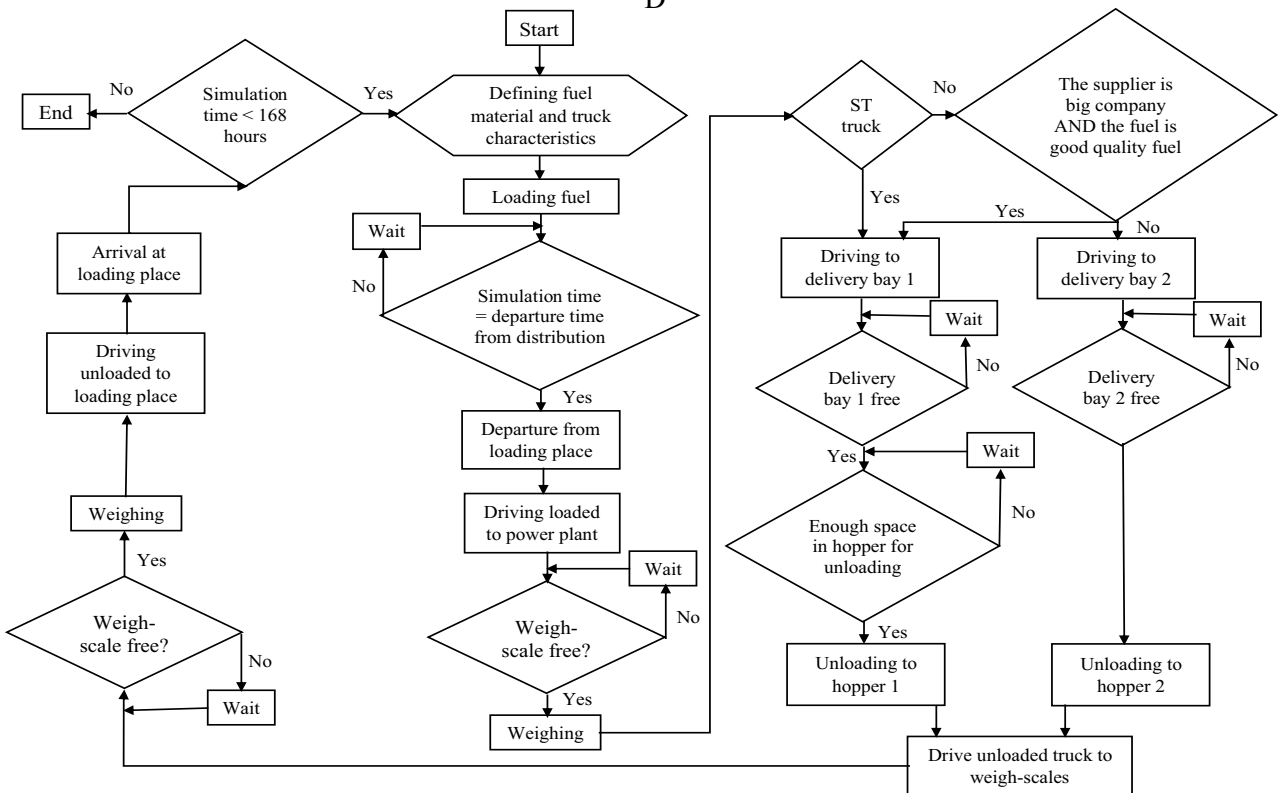 D
Start
No
Simulation
time < 168
hours
Yes
End
Defining fuel
material and truck
characteristics
Loading fuel
Wait
No
Simulation time
= departure time
from distribution
Yes
Departure from
loading place
Driving loaded
to power plant
Wait
No
Weigh-
scale free?
Yes
Weighing
Arrival at
loading place
Driving
unloaded to
loading place
Weighing
Yes
Weigh-
scale free?
No
Wait
ST
truck
No
The supplier is
big company
AND the fuel is
good quality fuel
Yes
Yes
No
Driving to
delivery bay 1
Driving to
delivery bay 2
Wait
No
Delivery
bay 1 free
Wait
No
Delivery
bay 2 free
Yes
Wait
No
Enough space
in hopper for
unloading
Yes
Unloading to
hopper 1
Unloading to
hopper 2
Drive unloaded truck to
weigh-scales